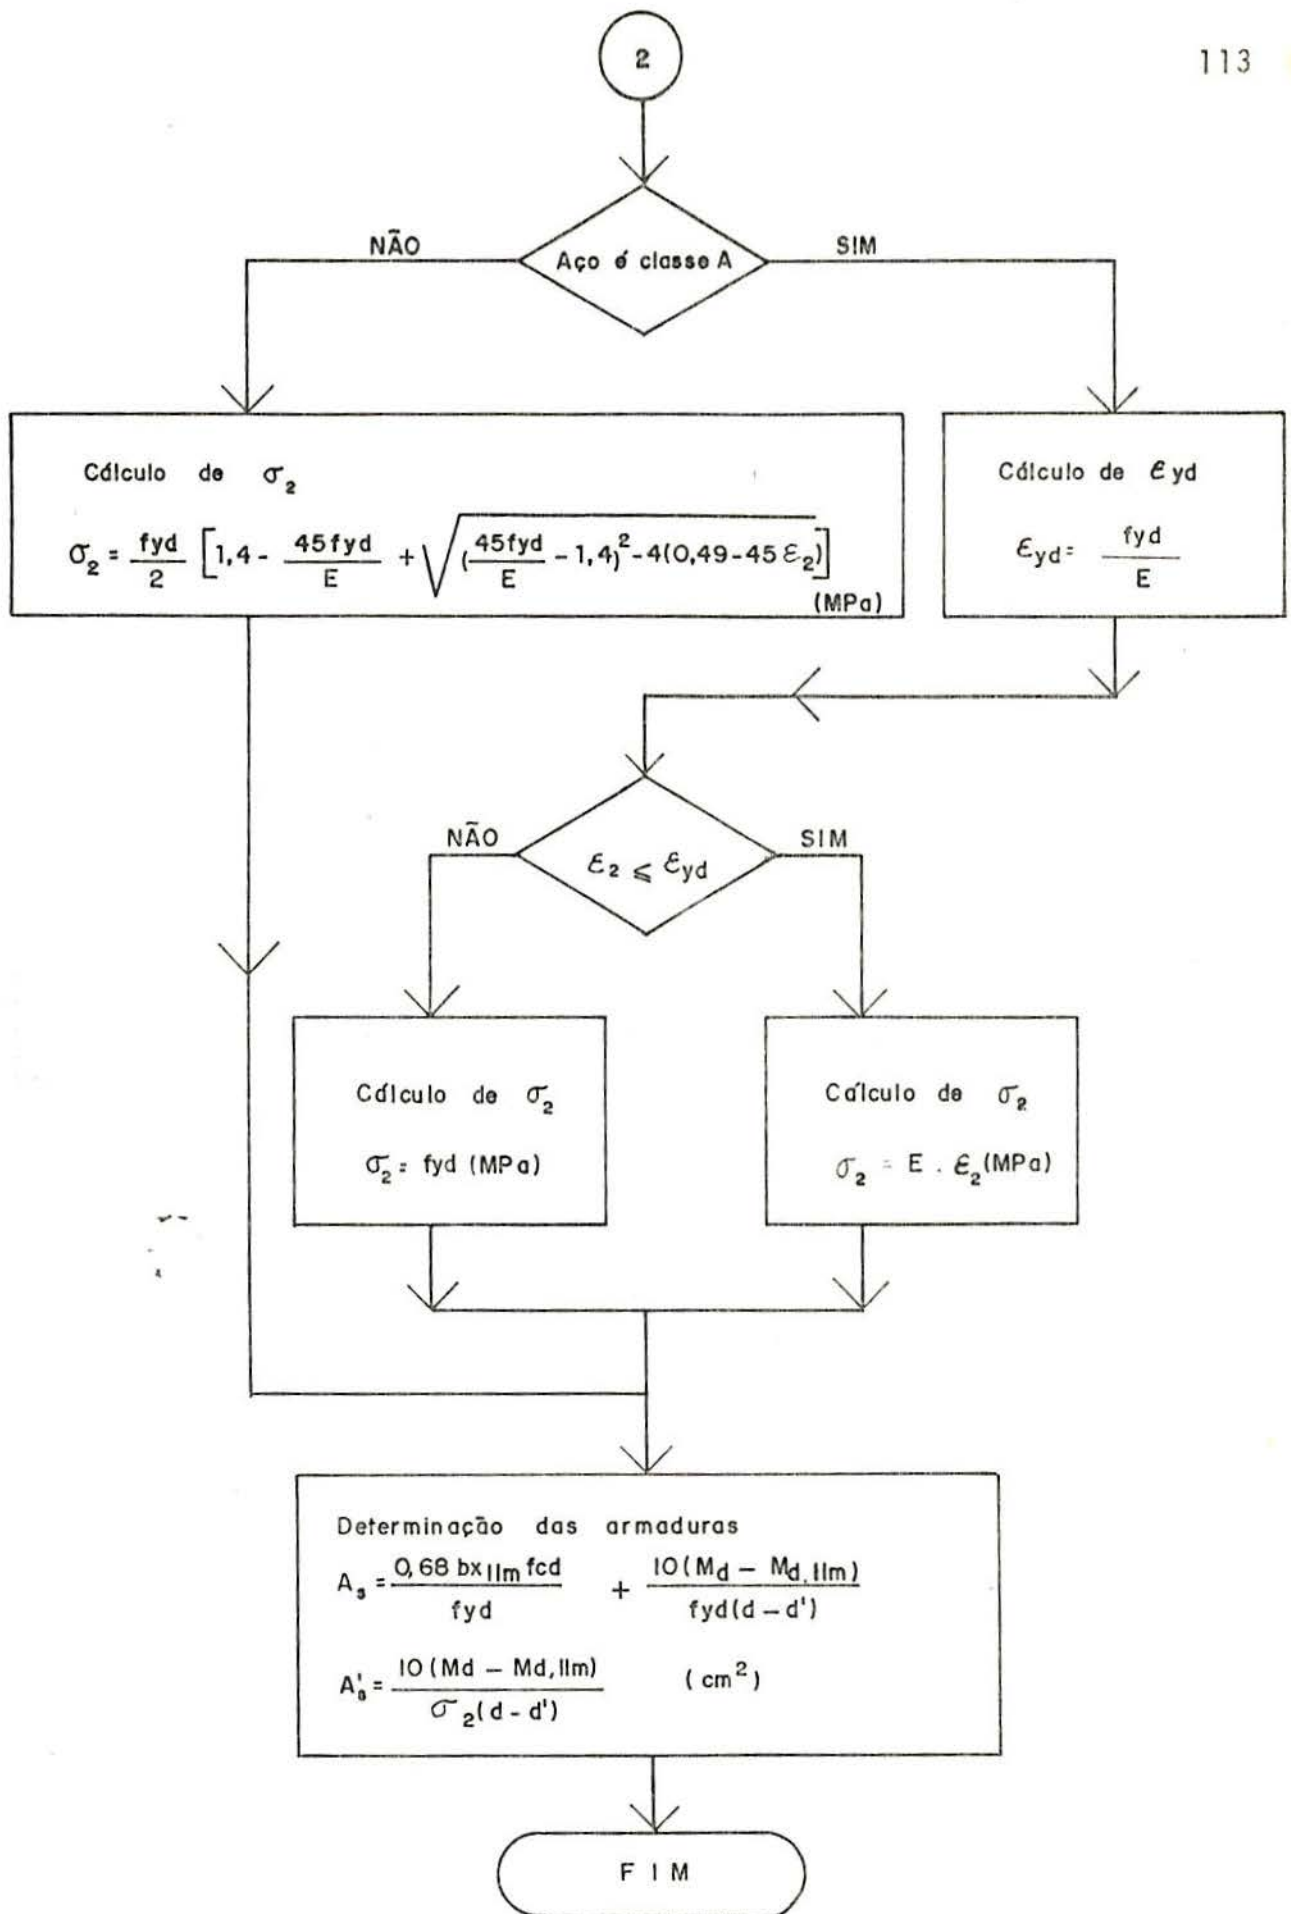 113
2
NÃO
Aço é classe A
SIM
Cálculo de σ₂
σ₂ = fyd/2 [1,4 - 45fyd/E + √((45fyd/E - 1,4)² - 4(0,49 - 45 ε₂))]
(MPa)
Cálculo de εyd
εyd = fyd/E
NÃO
ε₂ ⩽ εyd
SIM
Cálculo de σ₂
σ₂ = fyd (MPa)
Cálculo de σ₂
σ₂ = E . ε₂ (MPa)
Determinação das armaduras
As = 0,68 bxlim fcd/fyd + 10(Md - Md,lim)/fyd(d - d')
A's = 10(Md - Md,lim)/σ₂(d - d') (cm²)
FIM